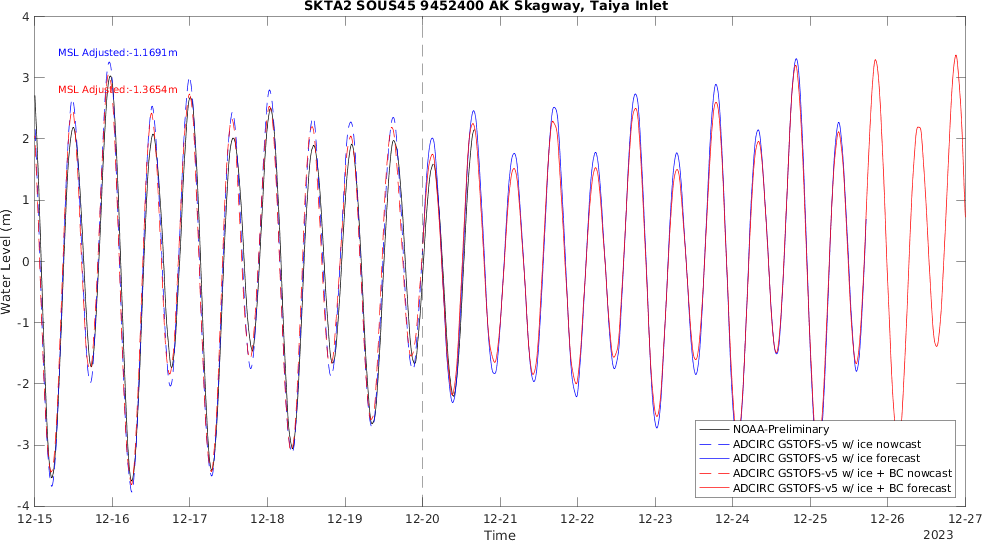 SKTA2 SOUS45 9452400 AK Skagway, Taiya Inlet
MSL Adjusted:-1.1691m
MSL Adjusted:-1.3654m
Water Level (m)
4
3
2
1
0
-1
-2
-3
-4
NOAA-Preliminary
ADCIRC GSTOFS-v5 w/ ice nowcast
ADCIRC GSTOFS-v5 w/ ice forecast
ADCIRC GSTOFS-v5 w/ ice + BC nowcast
ADCIRC GSTOFS-v5 w/ ice + BC forecast
12-15 12-16 12-17 12-18 12-19 12-20 12-21 12-22 12-23 12-24 12-25 12-26 12-27
Time
2023